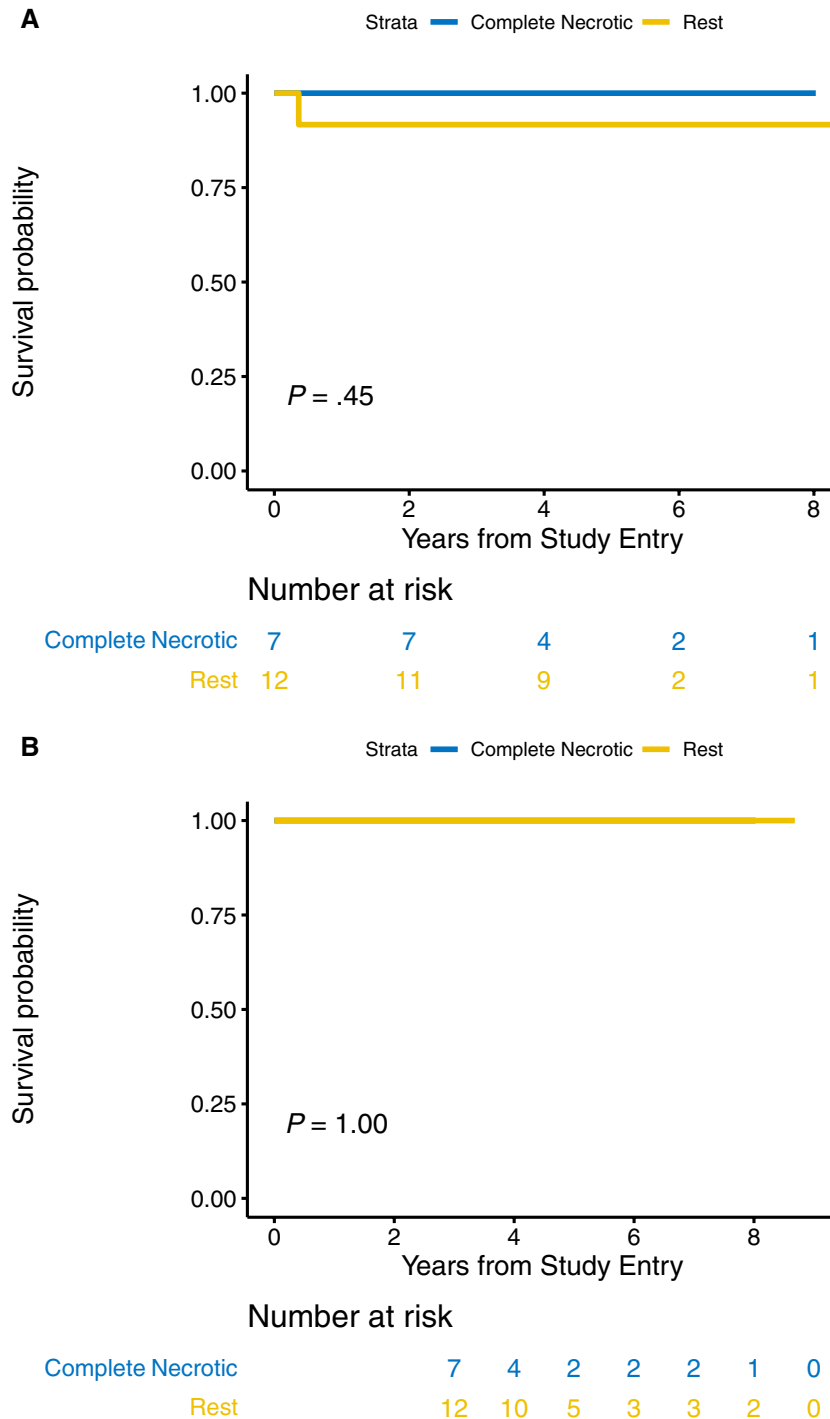 A
Strata Complete Necrotic Rest
Survival probability
1.00
0.75
0.50
0.25
0.00
P = .45
0 2 4 6 8
Years from Study Entry
Number at risk
Complete Necrotic 7 7 4 2 1
Rest 12 11 9 2 1
B
Strata Complete Necrotic Rest
Survival probability
1.00
0.75
0.50
0.25
0.00
P = 1.00
0 2 4 6 8
Years from Study Entry
Number at risk
Complete Necrotic 7 4 2 2 2 1 0
Rest 12 10 5 3 3 2 0